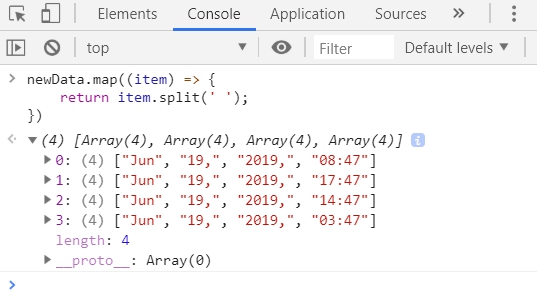 Elements Console Application Sources »
top ▼ Filter Default levels ▼
> newData.map((item) => {
return item.split(' ');
})
<· ▼(4) [Array(4), Array(4), Array(4), Array(4)] i
▶0: (4) ["Jun", "19,", "2019,", "08:47"]
▶1: (4) ["Jun", "19,", "2019,", "17:47"]
▶2: (4) ["Jun", "19,", "2019,", "14:47"]
▶3: (4) ["Jun", "19,", "2019,", "03:47"]
length: 4
▶__proto__: Array(0)
>